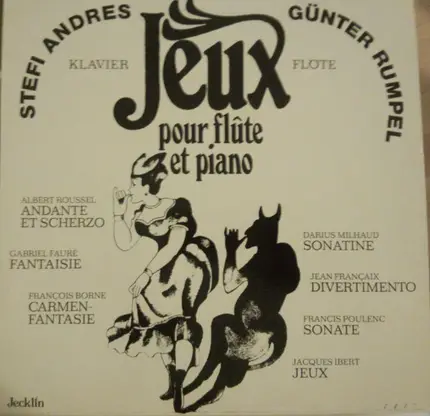 STEFI ANDRES
GÜNTER RUMPEL
KLAVIER
FLÖTE
Jeux
pour flûte
et piano
ALBERT ROUSSEL
ANDANTE
ET SCHERZO
GABRIEL FAURÉ
FANTAISIE
FRANÇOIS BORNE
CARMEN-
FANTASIE
DARIUS MILHAUD
SONATINE
JEAN FRANÇAIX
DIVERTIMENTO
FRANCIS POULENC
SONATE
JACQUES IBERT
JEUX
Jecklin